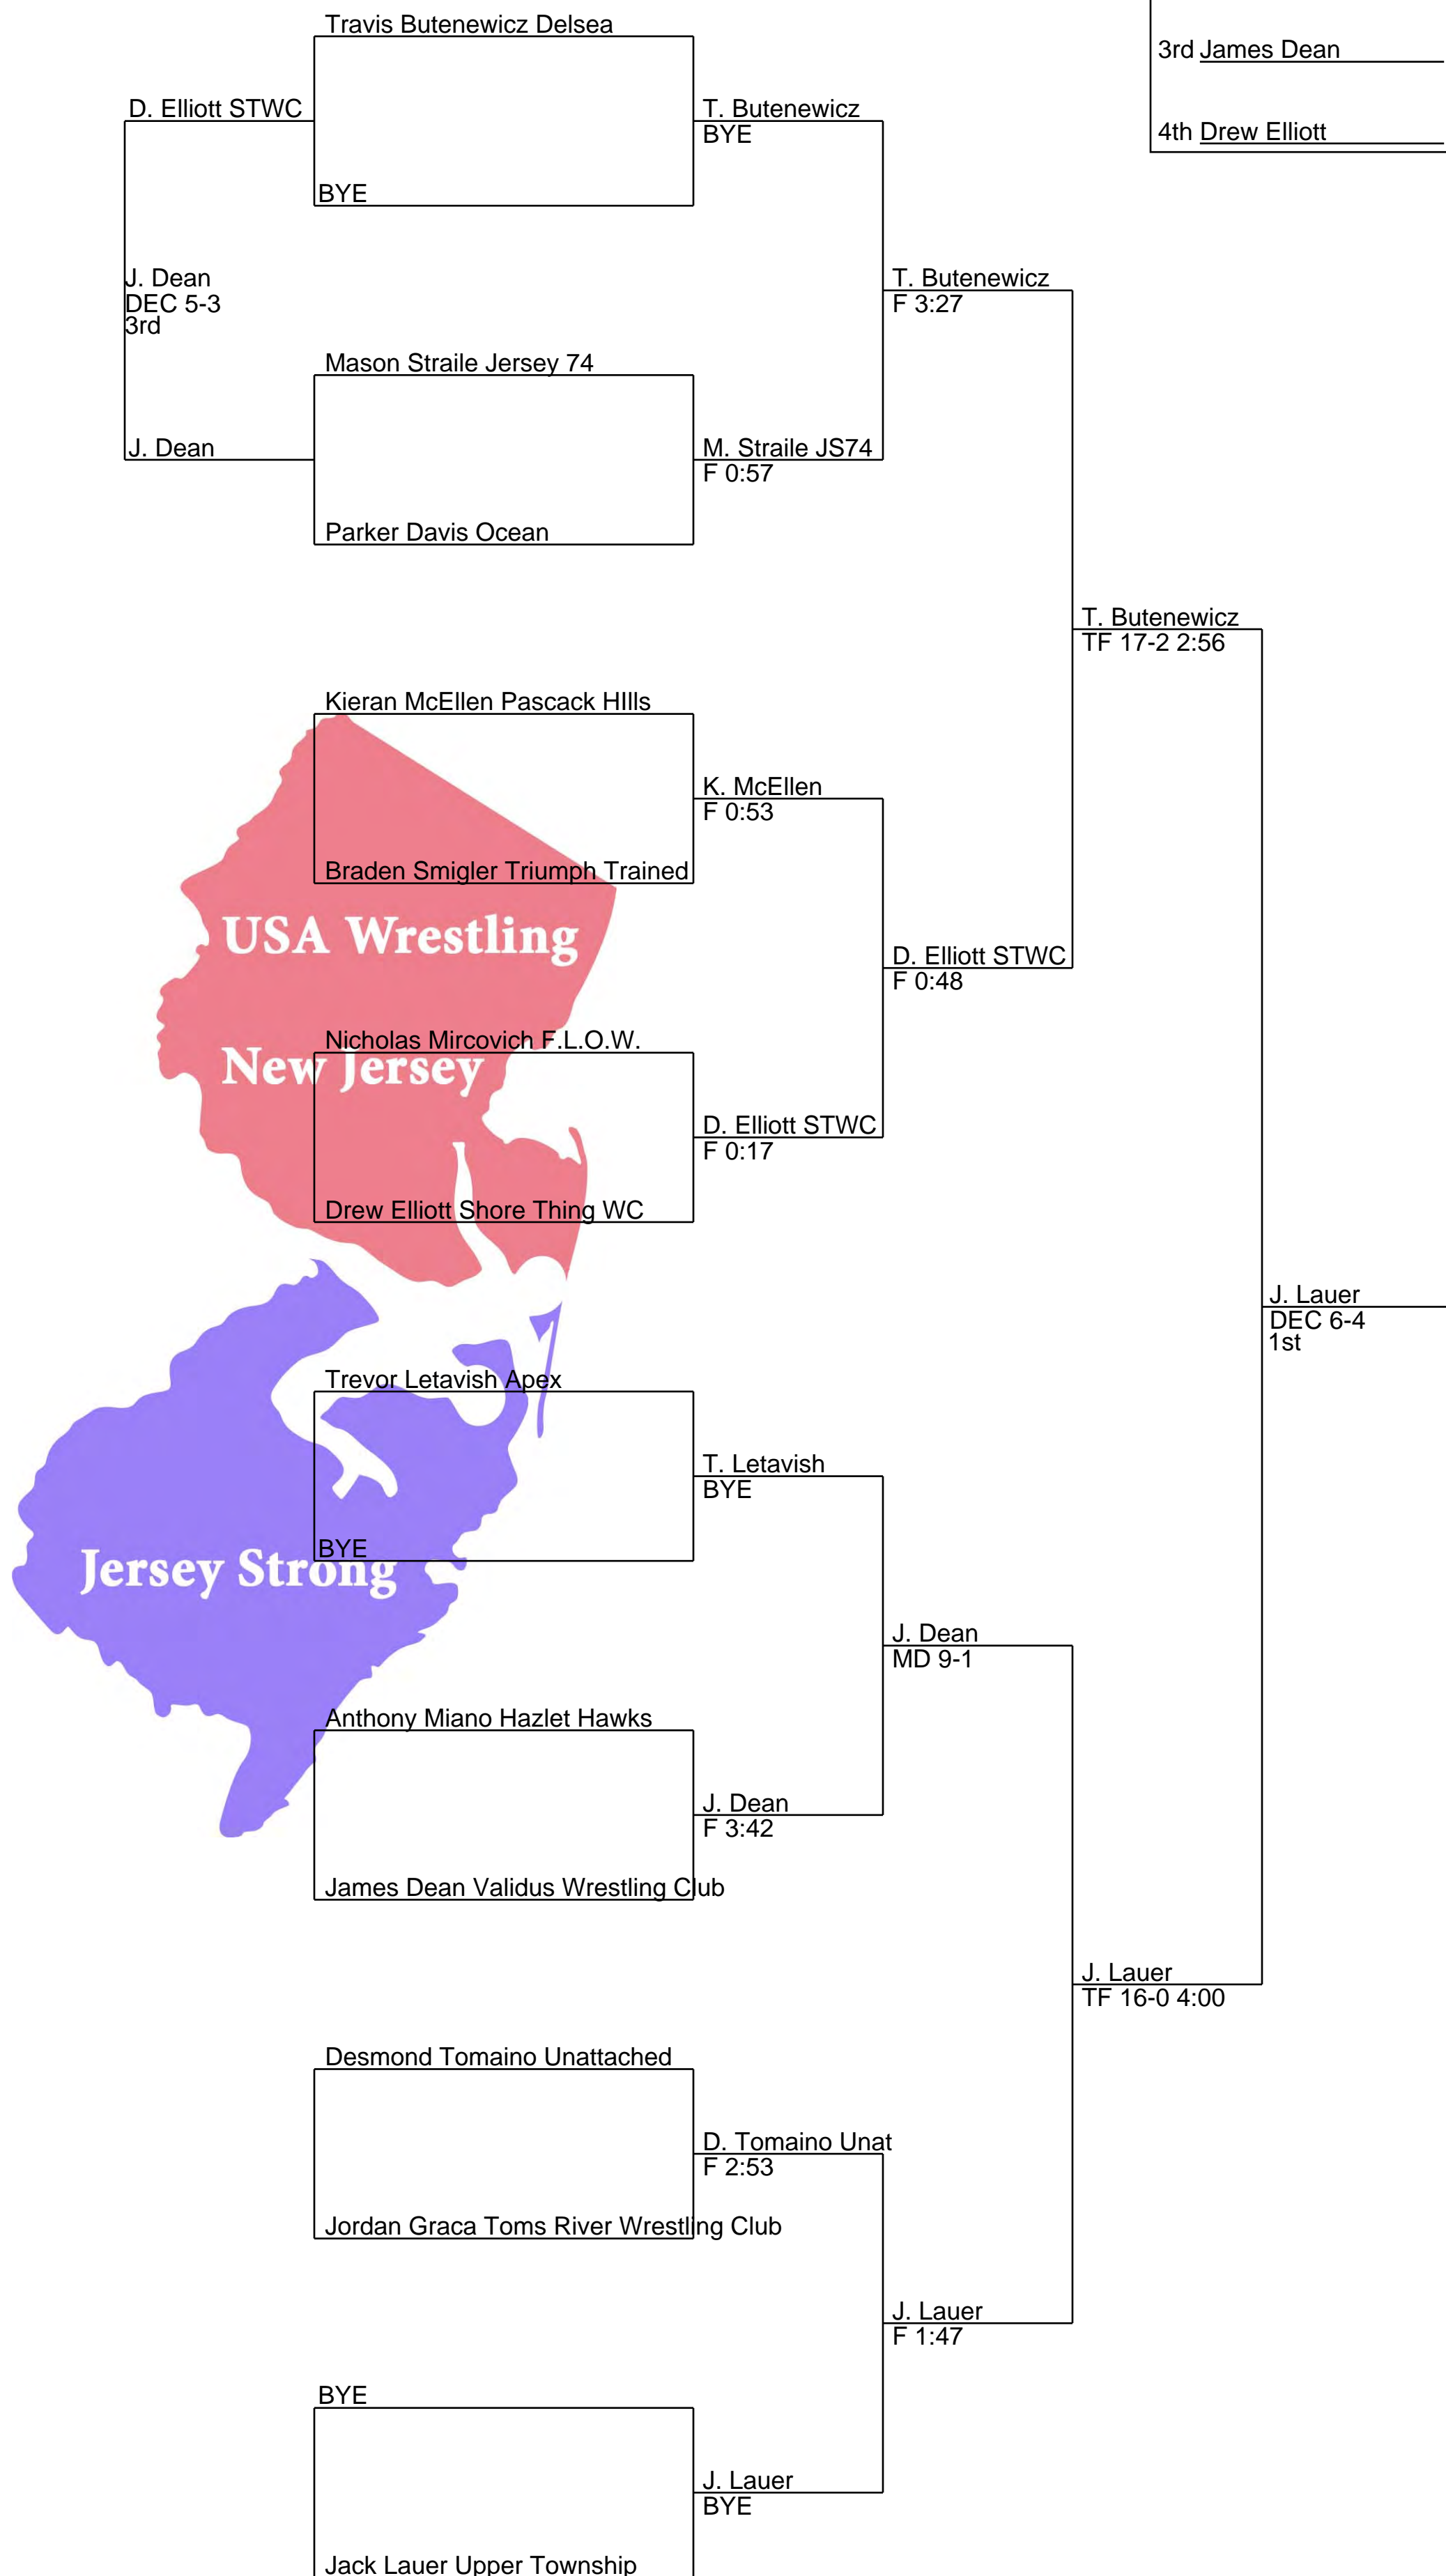 Travis Butenewicz Delsea
3rd James Dean
D. Elliott STWC
T. Butenewicz
BYE
4th Drew Elliott
BYE
J. Dean
DEC 5-3
3rd
T. Butenewicz
F 3:27
Mason Straile Jersey 74
J. Dean
M. Straile JS74
F 0:57
Parker Davis Ocean
T. Butenewicz
TF 17-2 2:56
Kieran McEllen Pascack HIlls
K. McEllen
F 0:53
Braden Smigler Triumph Trained
USA Wrestling
D. Elliott STWC
F 0:48
Nicholas Mircovich F.L.O.W.
New Jersey
D. Elliott STWC
F 0:17
Drew Elliott Shore Thing WC
J. Lauer
DEC 6-4
1st
Trevor Letavish Apex
T. Letavish
BYE
BYE
Jersey Strong
J. Dean
MD 9-1
Anthony Miano Hazlet Hawks
J. Dean
F 3:42
James Dean Validus Wrestling Club
J. Lauer
TF 16-0 4:00
Desmond Tomaino Unattached
D. Tomaino Unat
F 2:53
Jordan Graca Toms River Wrestling Club
J. Lauer
F 1:47
BYE
J. Lauer
BYE
Jack Lauer Upper Township